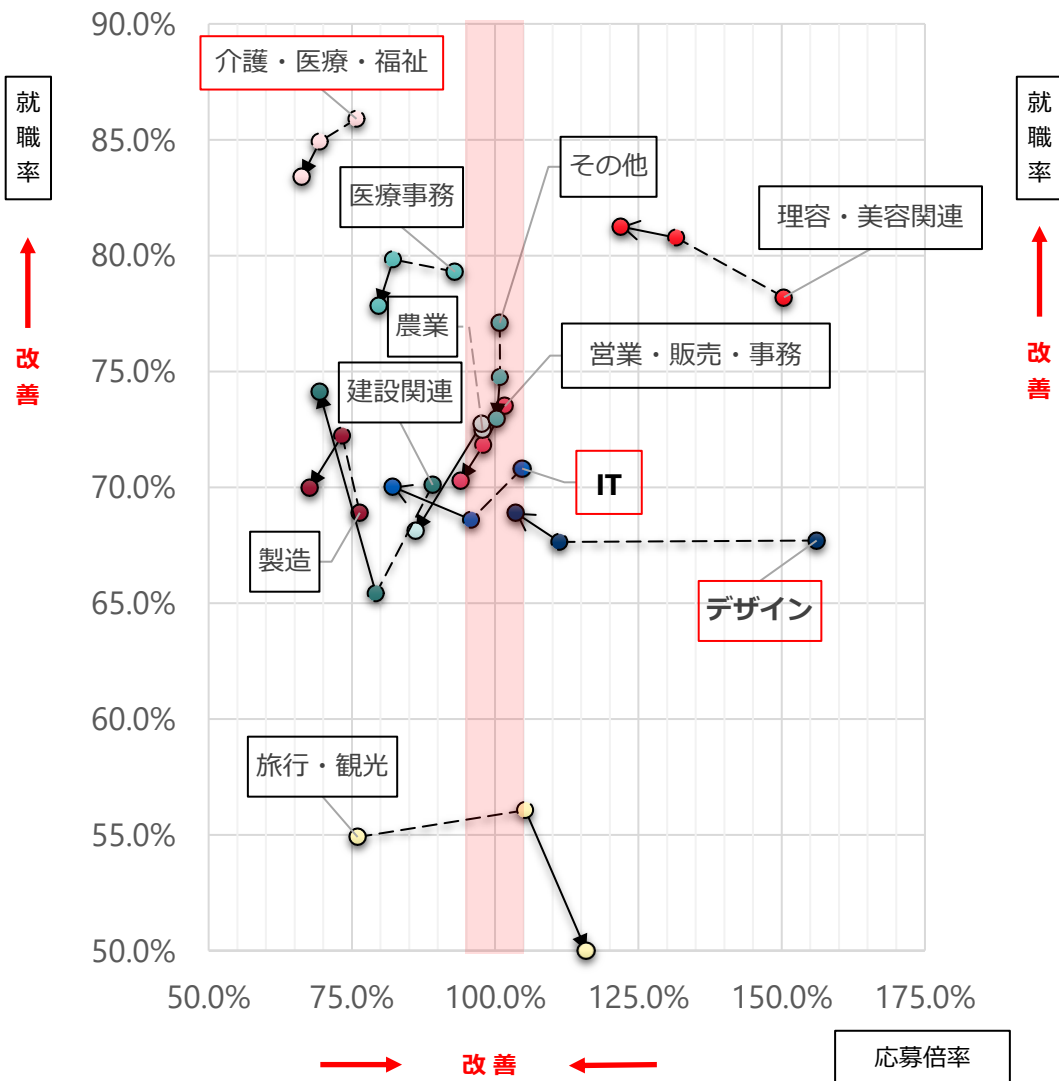 90.0%
85.0%
80.0%
75.0%
70.0%
65.0%
60.0%
55.0%
50.0%
就職率
改善
介護・医療・福祉
医療事務
その他
理容・美容関連
農業
営業・販売・事務
建設関連
IT
製造
デザイン
旅行・観光
就職率
改善
50.0%
75.0%
100.0%
125.0%
150.0%
175.0%
改善
応募倍率